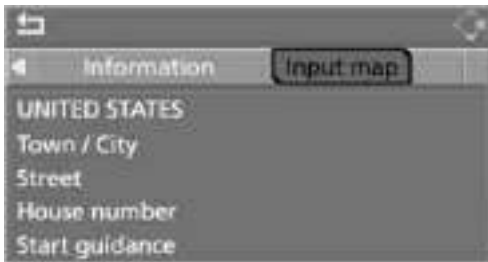 Information Input map
UNITED STATES
Town / City
Street
House number
Start guidance